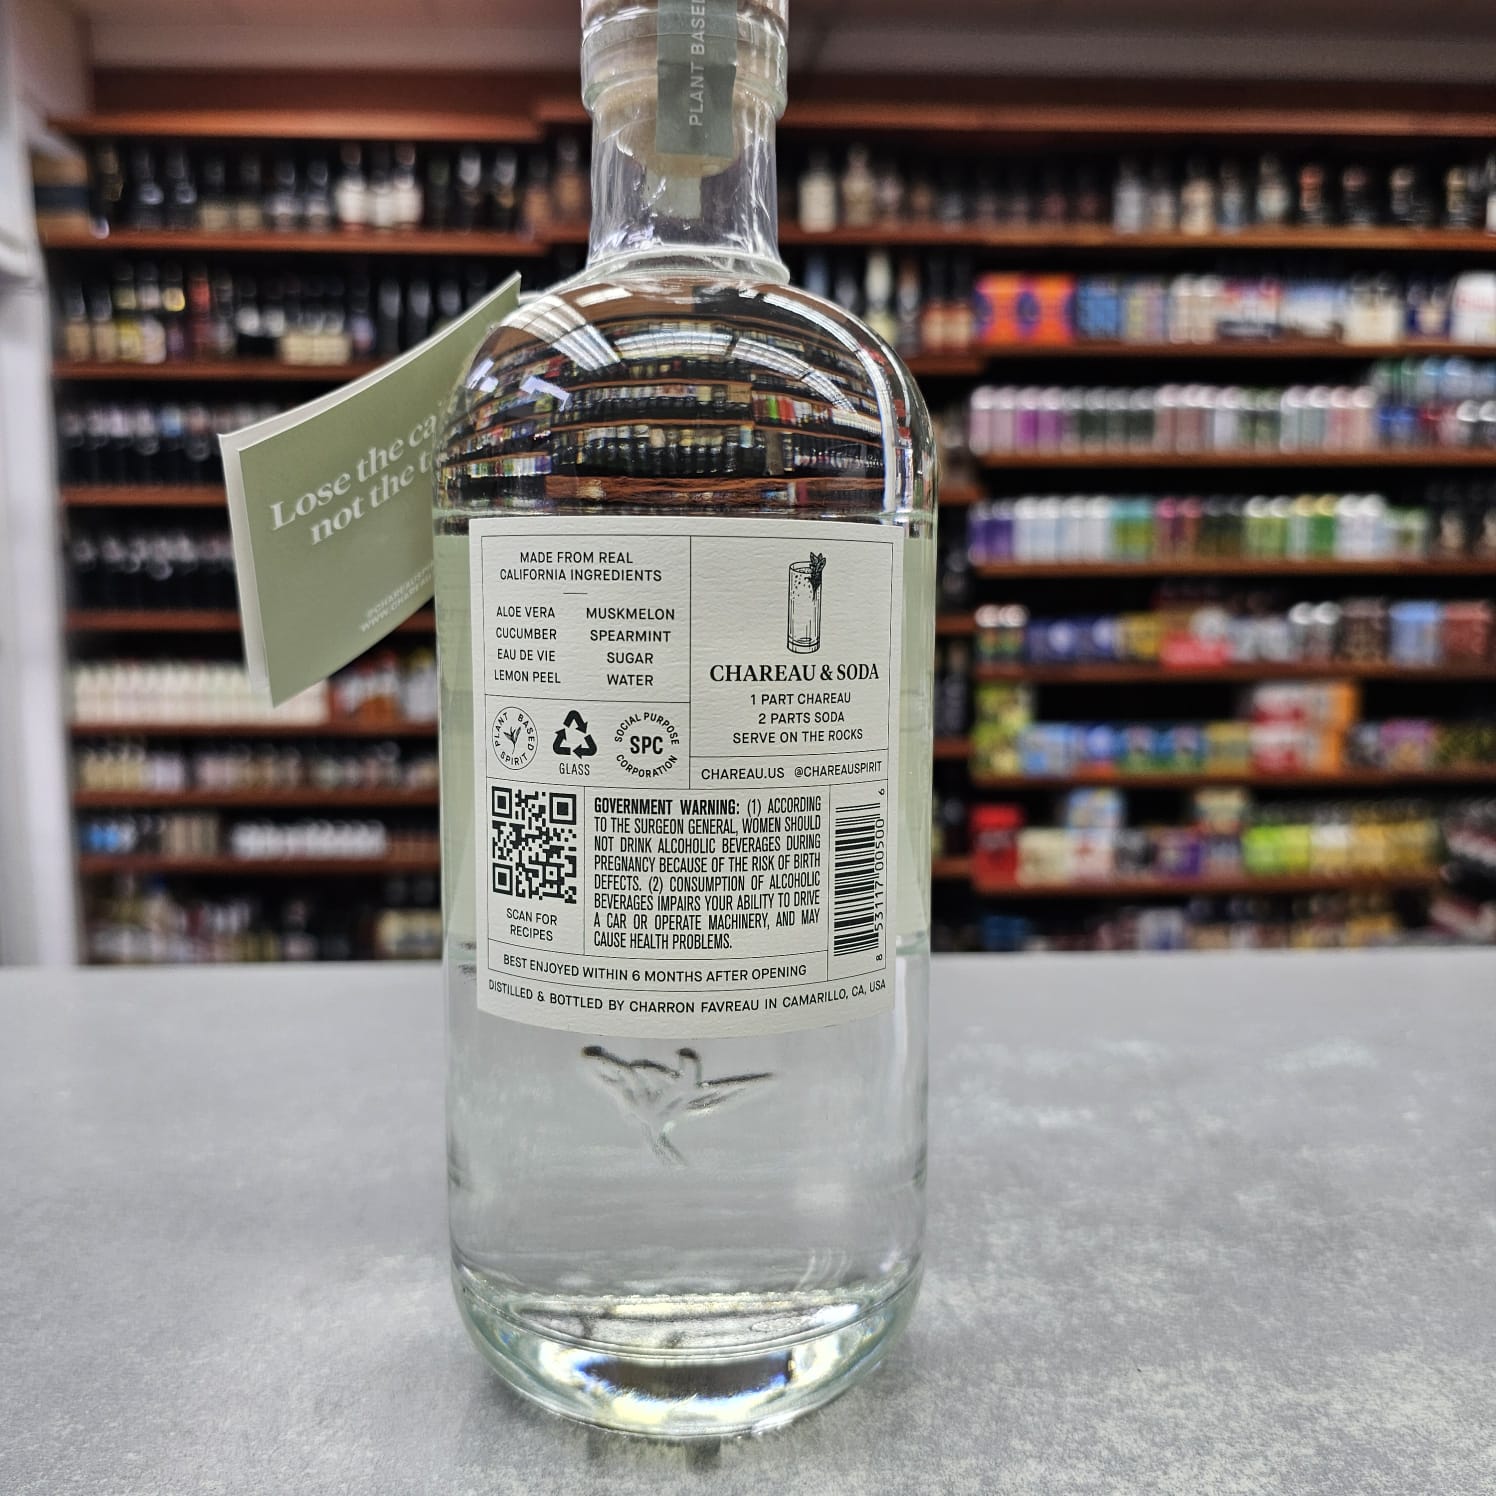 PLANT BASED
Lose the
not the
MADE FROM REAL
CALIFORNIA INGREDIENTS
ALOE VERA
CUCUMBER
EAU DE VIE
LEMON PEEL
MUSKMELON
SPEARMINT
SUGAR
WATER
PLANT BASED
SPIRIT
GLASS
SOCIAL PURPOSE
SPC
CORPORATION
CHAREAU & SODA
1 PART CHAREAU
2 PARTS SODA
SERVE ON THE ROCKS
CHAREAU.US @CHAREAUSPIRIT
SCAN FOR
RECIPES
GOVERNMENT WARNING: (1) ACCORDING
TO THE SURGEON GENERAL, WOMEN SHOULD
NOT DRINK ALCOHOLIC BEVERAGES DURING
PREGNANCY BECAUSE OF THE RISK OF BIRTH
DEFECTS. (2) CONSUMPTION OF ALCOHOLIC
BEVERAGES IMPAIRS YOUR ABILITY TO DRIVE
A CAR OR OPERATE MACHINERY, AND MAY
CAUSE HEALTH PROBLEMS.
8 53117 00500 6
BEST ENJOYED WITHIN 6 MONTHS AFTER OPENING
DISTILLED & BOTTLED BY CHARRON FAVREAU IN CAMARILLO, CA, USA